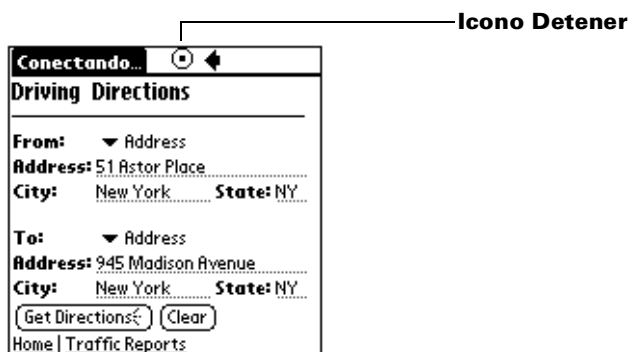 Icono Detener
Conectando...
Driving Directions
From: Address
Address: 51 Astor Place
City: New York State: NY
To: Address
Address: 945 Madison Avenue
City: New York State: NY
Get Directions Clear
Home | Traffic Reports